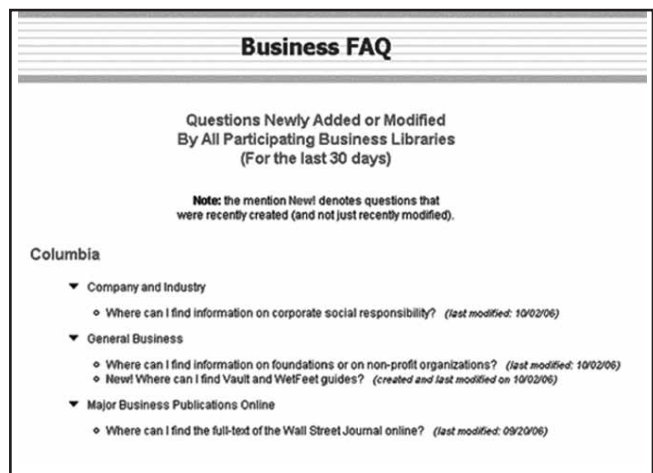 Business FAQ
Questions Newly Added or Modified
By All Participating Business Libraries
(For the last 30 days)
Note: the mention New! denotes questions that
were recently created (and not just recently modified).
Columbia
Company and Industry
Where can I find information on corporate social responsibility? (last modified: 10/02/06)
General Business
Where can I find information on foundations or on non-profit organizations? (last modified: 10/02/06)
New! Where can I find Vault and WetFeet guides? (created and last modified on 10/02/06)
Major Business Publications Online
Where can I find the full-text of the Wall Street Journal online? (last modified: 09/20/06)